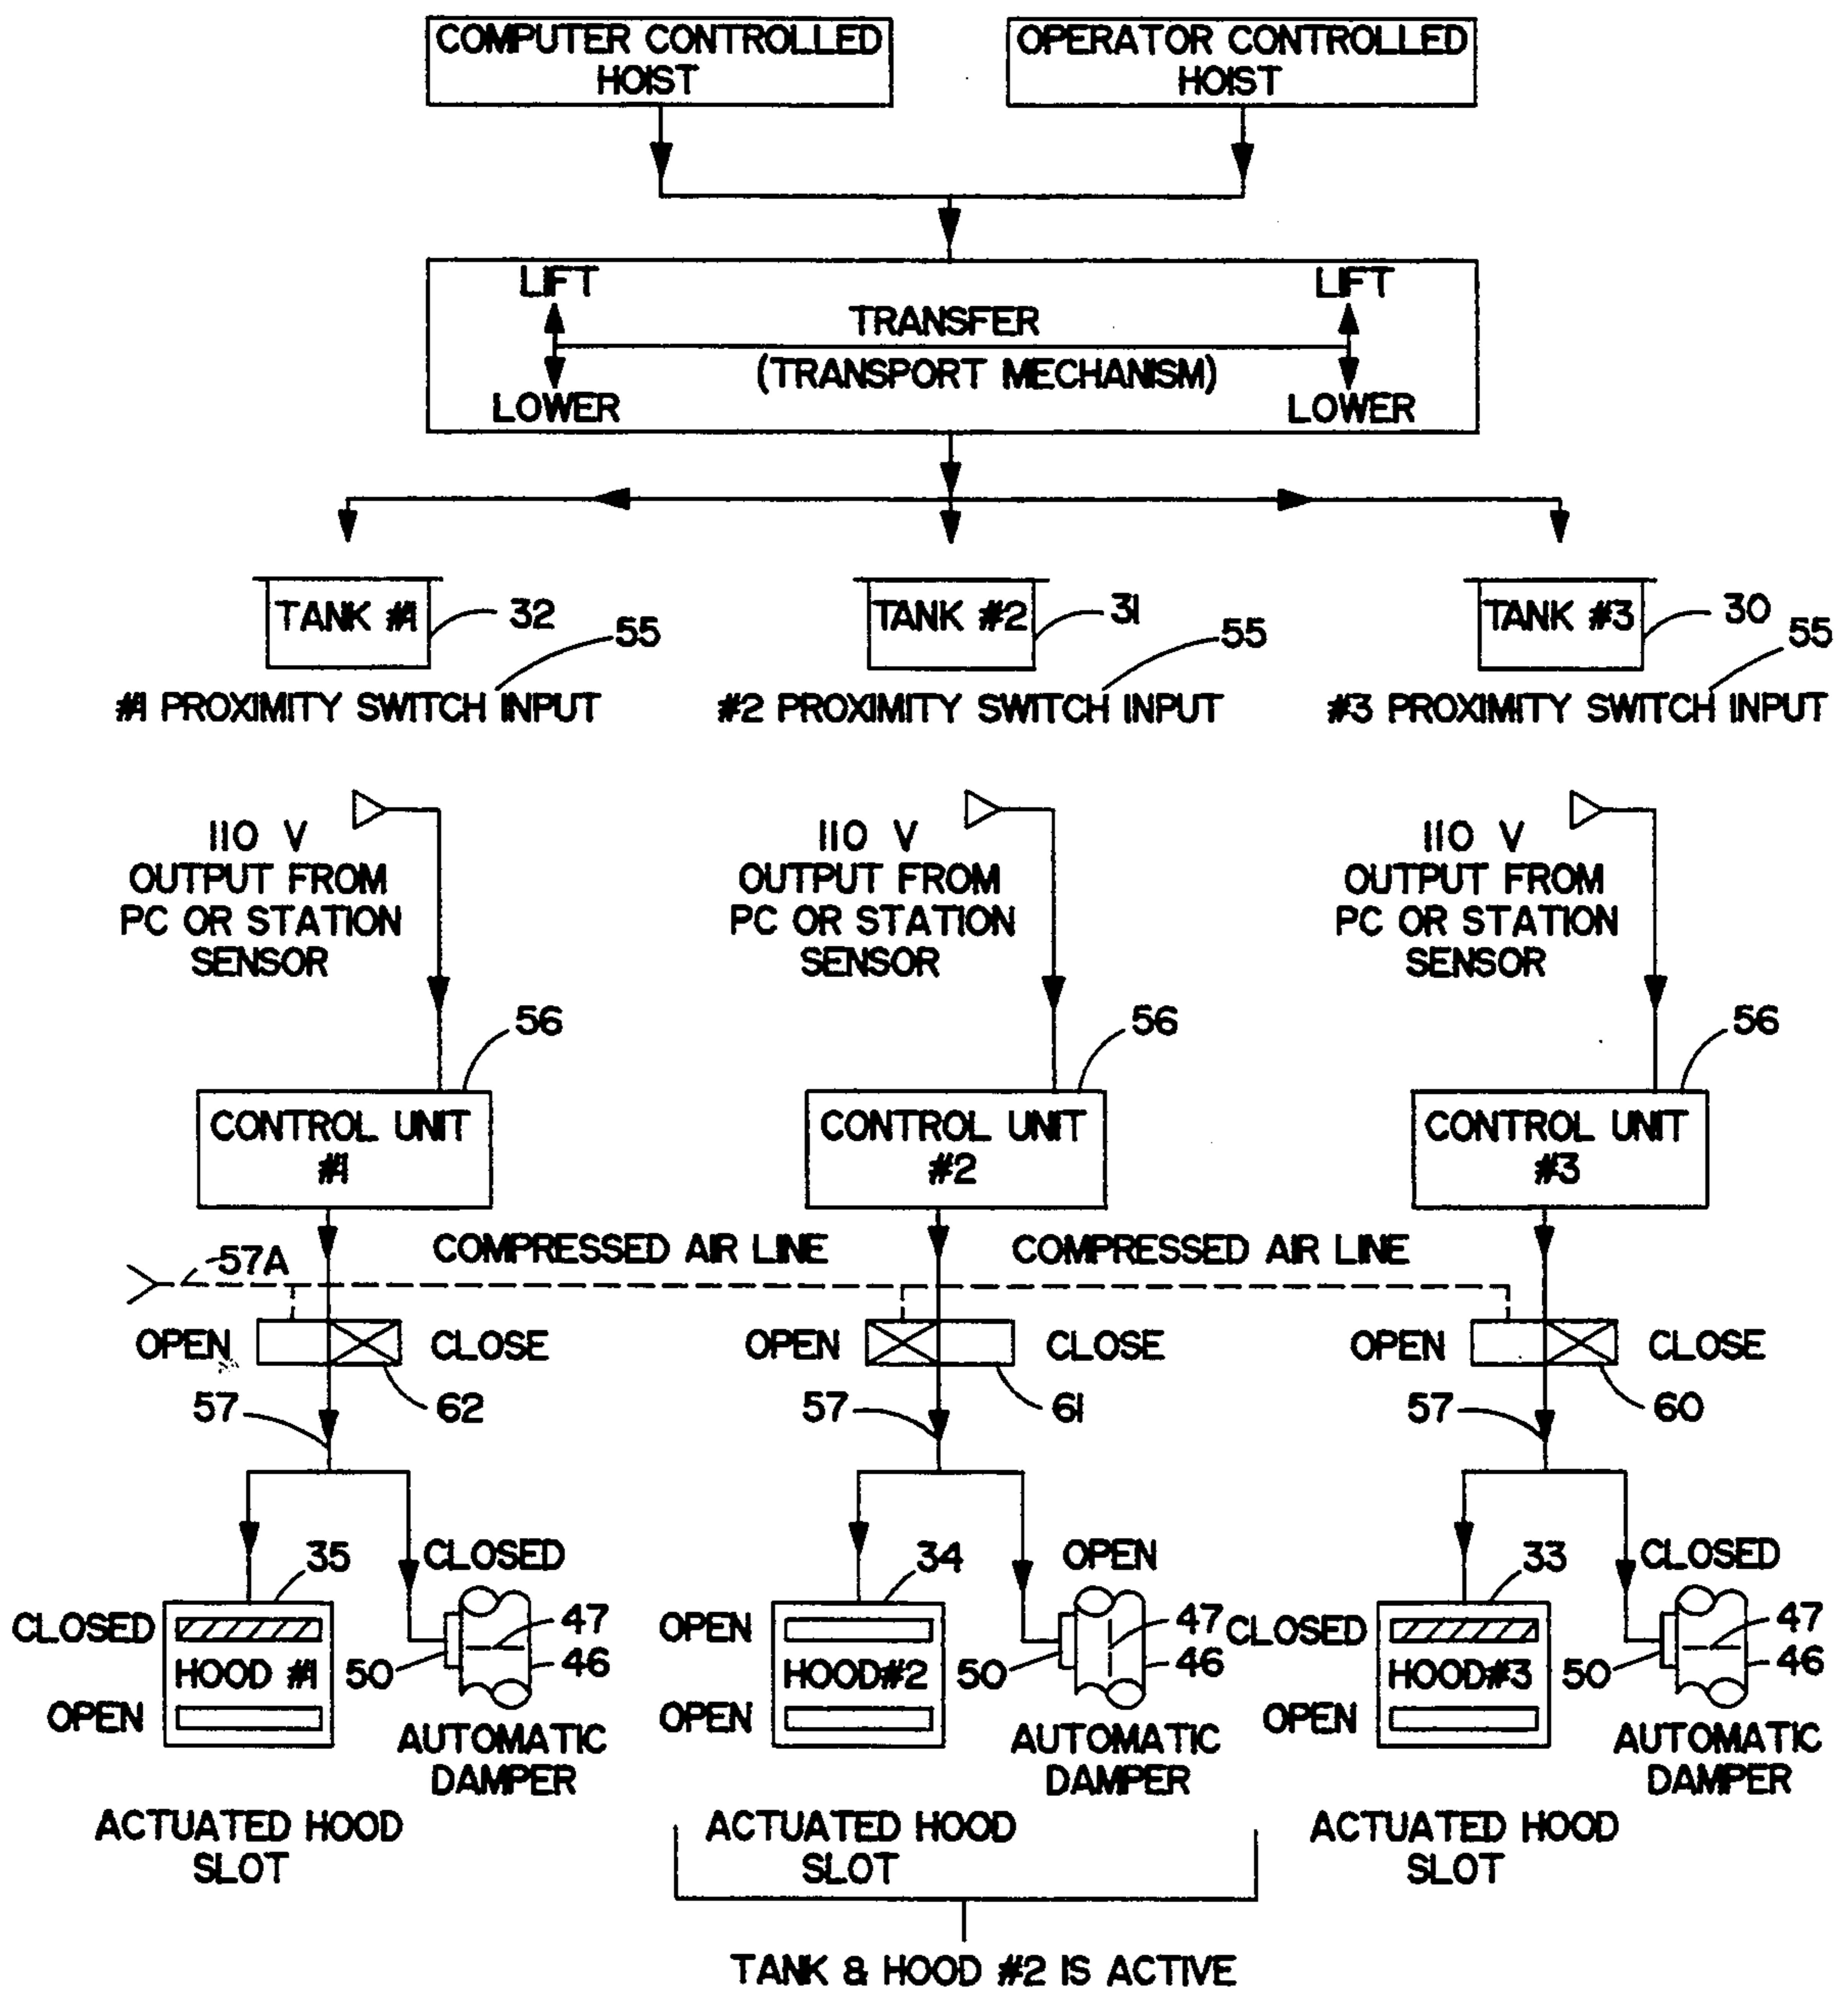 COMPUTER CONTROLLED
HOIST
OPERATOR CONTROLLED
HOIST
LIFT
LIFT
TRANSFER
(TRANSPORT MECHANISM)
LOWER
LOWER
TANK #1
32
55
TANK #2
31
55
TANK #3
30
55
#1 PROXIMITY SWITCH INPUT
#2 PROXIMITY SWITCH INPUT
#3 PROXIMITY SWITCH INPUT
110 V
OUTPUT FROM
PC OR STATION
SENSOR
110 V
OUTPUT FROM
PC OR STATION
SENSOR
110 V
OUTPUT FROM
PC OR STATION
SENSOR
56
56
56
CONTROL UNIT
#1
CONTROL UNIT
#2
CONTROL UNIT
#3
57A
COMPRESSED AIR LINE
COMPRESSED AIR LINE
OPEN
CLOSE
OPEN
CLOSE
OPEN
CLOSE
57
62
57
61
57
60
35
CLOSED
34
OPEN
33
CLOSED
CLOSED
HOOD #1
OPEN
50
47
46
OPEN
HOOD#2
OPEN
50
47
46
CLOSED
HOOD#3
OPEN
50
47
46
AUTOMATIC
DAMPER
AUTOMATIC
DAMPER
AUTOMATIC
DAMPER
ACTUATED HOOD
SLOT
ACTUATED HOOD
SLOT
ACTUATED HOOD
SLOT
TANK & HOOD #2 IS ACTIVE